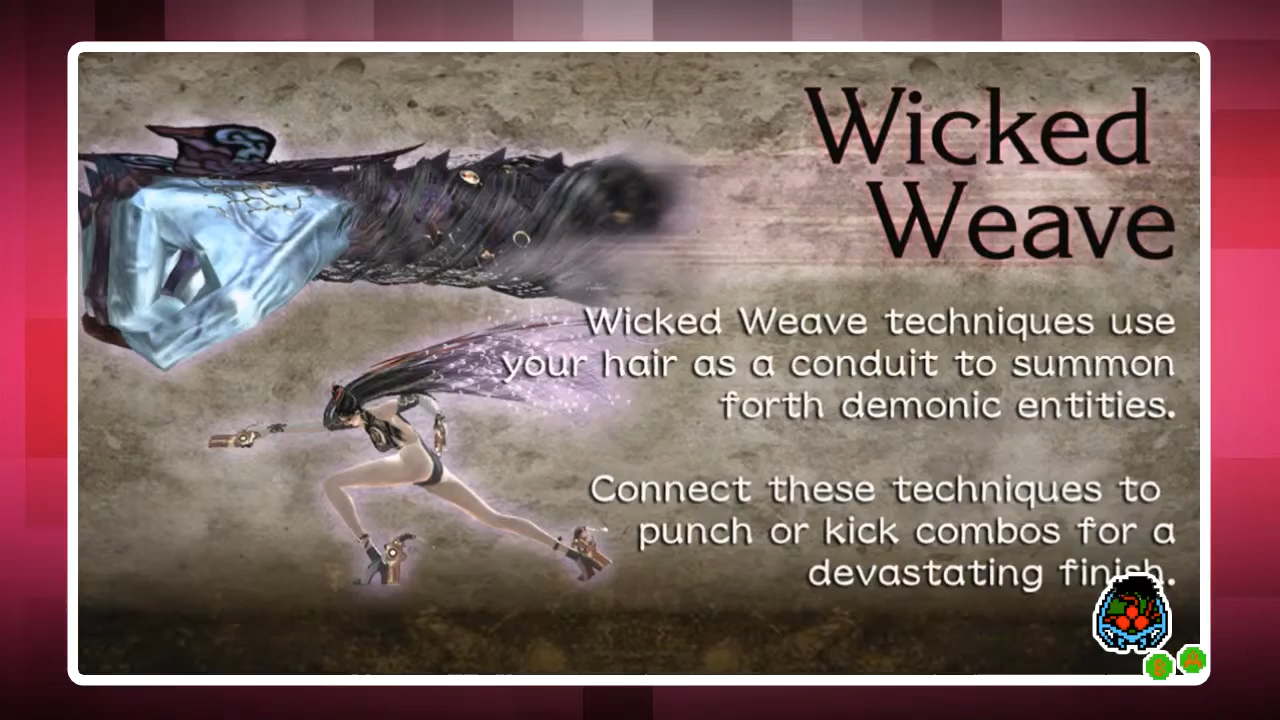 Wicked
Weave
Wicked Weave techniques use
your hair as a conduit to summon
forth demonic entities.
Connect these techniques to
punch or kick combos for a
devastating finish.
B A